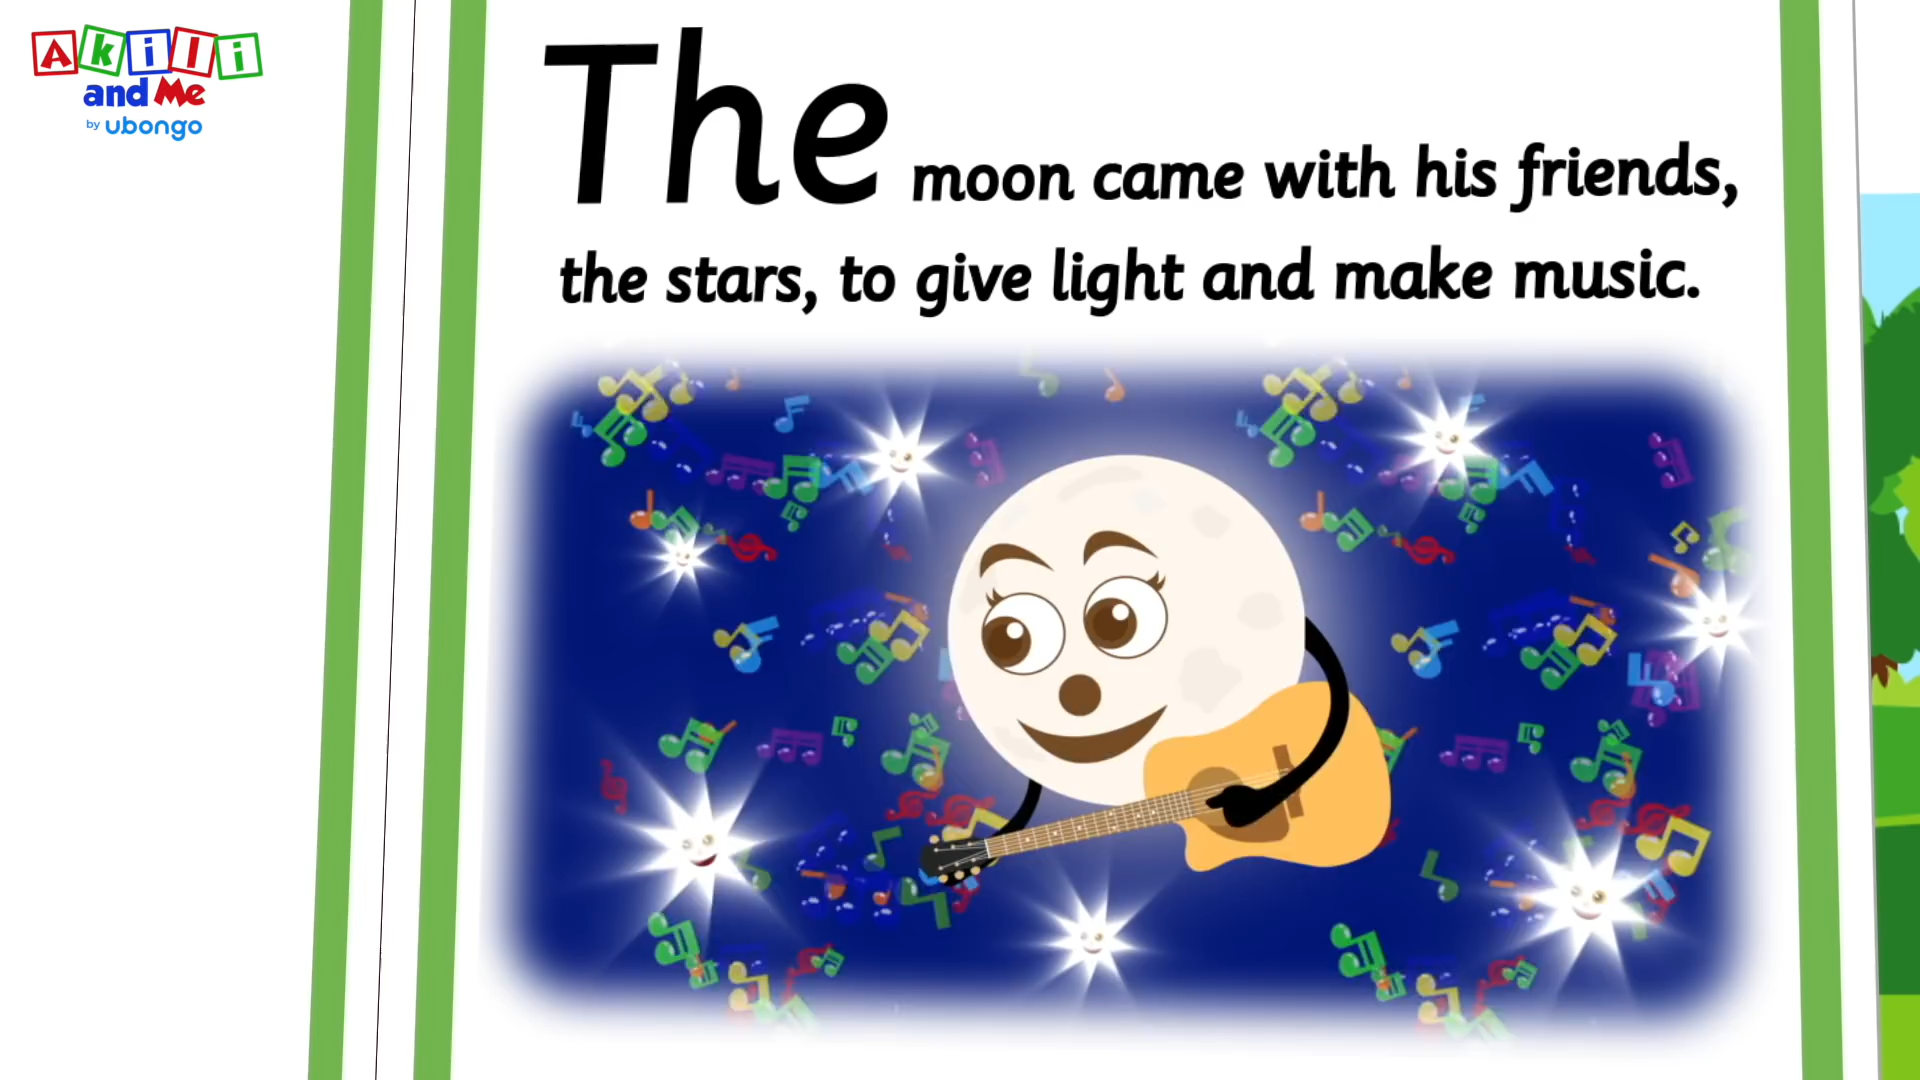 Akili
and Me
by ubongo
The moon came with his friends,
the stars, to give light and make music.